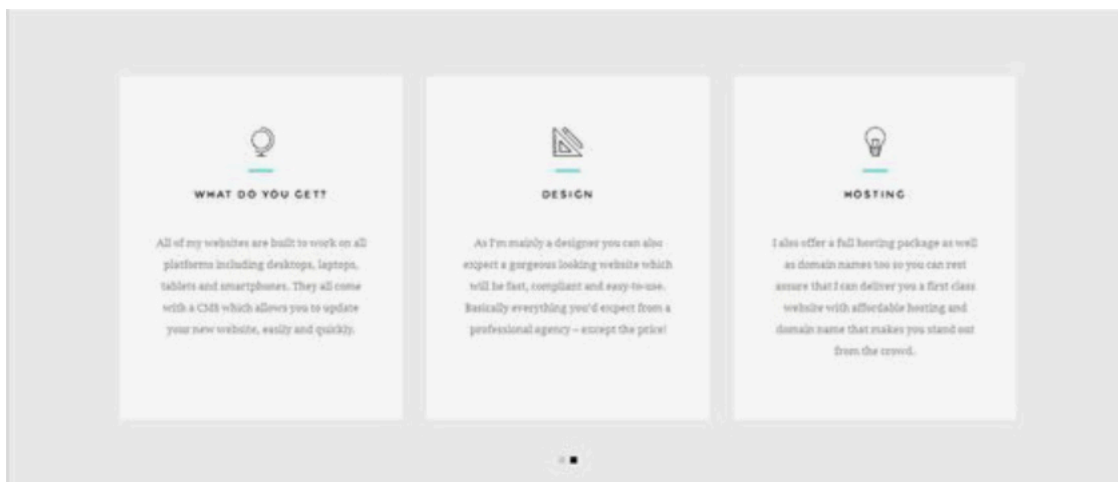 WHAT DO YOU GET?
All of my websites are built to work on all
platforms including desktops, laptops,
tablets and smartphones. They all come
with a CMS which allows you to update
your new website, easily and quickly.
DESIGN
As I'm mainly a designer you can also
expect a gorgeous looking website which
will be fast, compliant and easy-to-use.
Basically everything you'd expect from a
professional agency – except the price!
HOSTING
I also offer a full hosting package as well
as domain names too so you can rest
assure that I can deliver you a first class
website with affordable hosting and
domain name that makes you stand out
from the crowd.